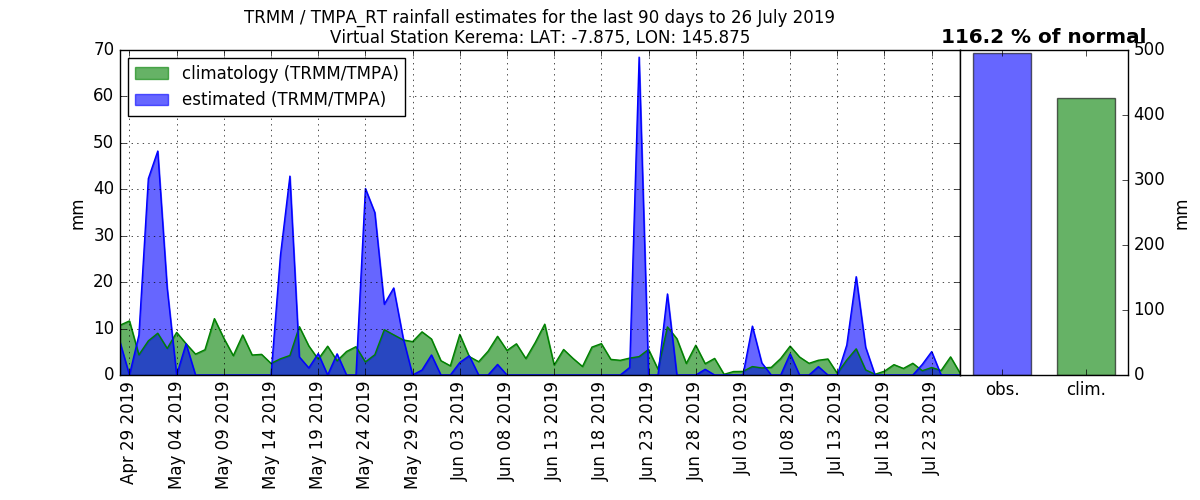 TRMM / TMPA_RT rainfall estimates for the last 90 days to 26 July 2019
Virtual Station Kerema: LAT: -7.875, LON: 145.875
116.2 % of normal
climatology (TRMM/TMPA)
estimated (TRMM/TMPA)
70
60
50
40
30
20
10
0
mm
Apr 29 2019
May 04 2019
May 09 2019
May 14 2019
May 19 2019
May 24 2019
May 29 2019
Jun 03 2019
Jun 08 2019
Jun 13 2019
Jun 18 2019
Jun 23 2019
Jun 28 2019
Jul 03 2019
Jul 08 2019
Jul 13 2019
Jul 18 2019
Jul 23 2019
obs.
clim.
500
400
300
200
100
0
mm